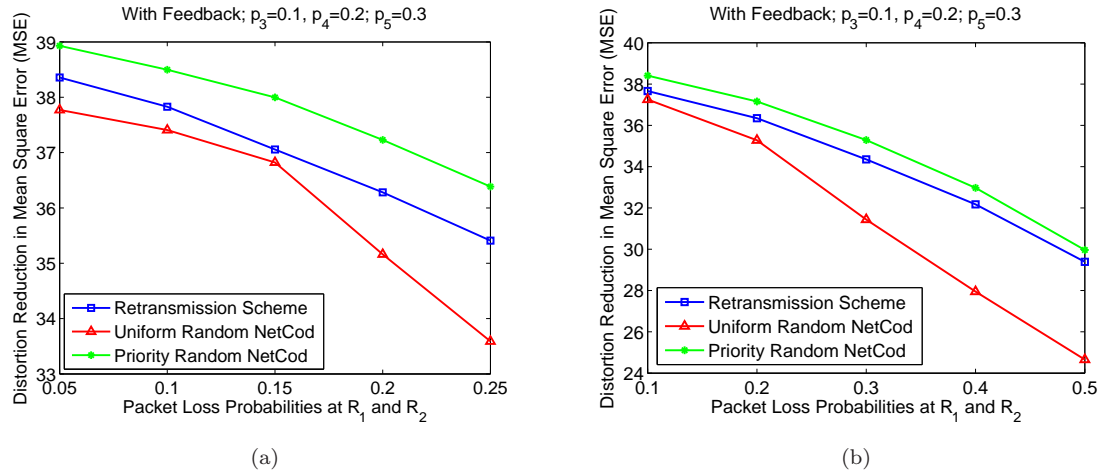 With Feedback; p3=0.1, p4=0.2; p5=0.3
Distortion Reduction in Mean Square Error (MSE)
39
38
37
36
35
34
33
Retransmission Scheme
Uniform Random NetCod
Priority Random NetCod
0.05 0.1 0.15 0.2 0.25
Packet Loss Probabilities at R1 and R2
(a)
With Feedback; p3=0.1, p4=0.2; p5=0.3
Distortion Reduction in Mean Square Error (MSE)
40
38
36
34
32
30
28
26
24
Retransmission Scheme
Uniform Random NetCod
Priority Random NetCod
0.1 0.2 0.3 0.4 0.5
Packet Loss Probabilities at R1 and R2
(b)